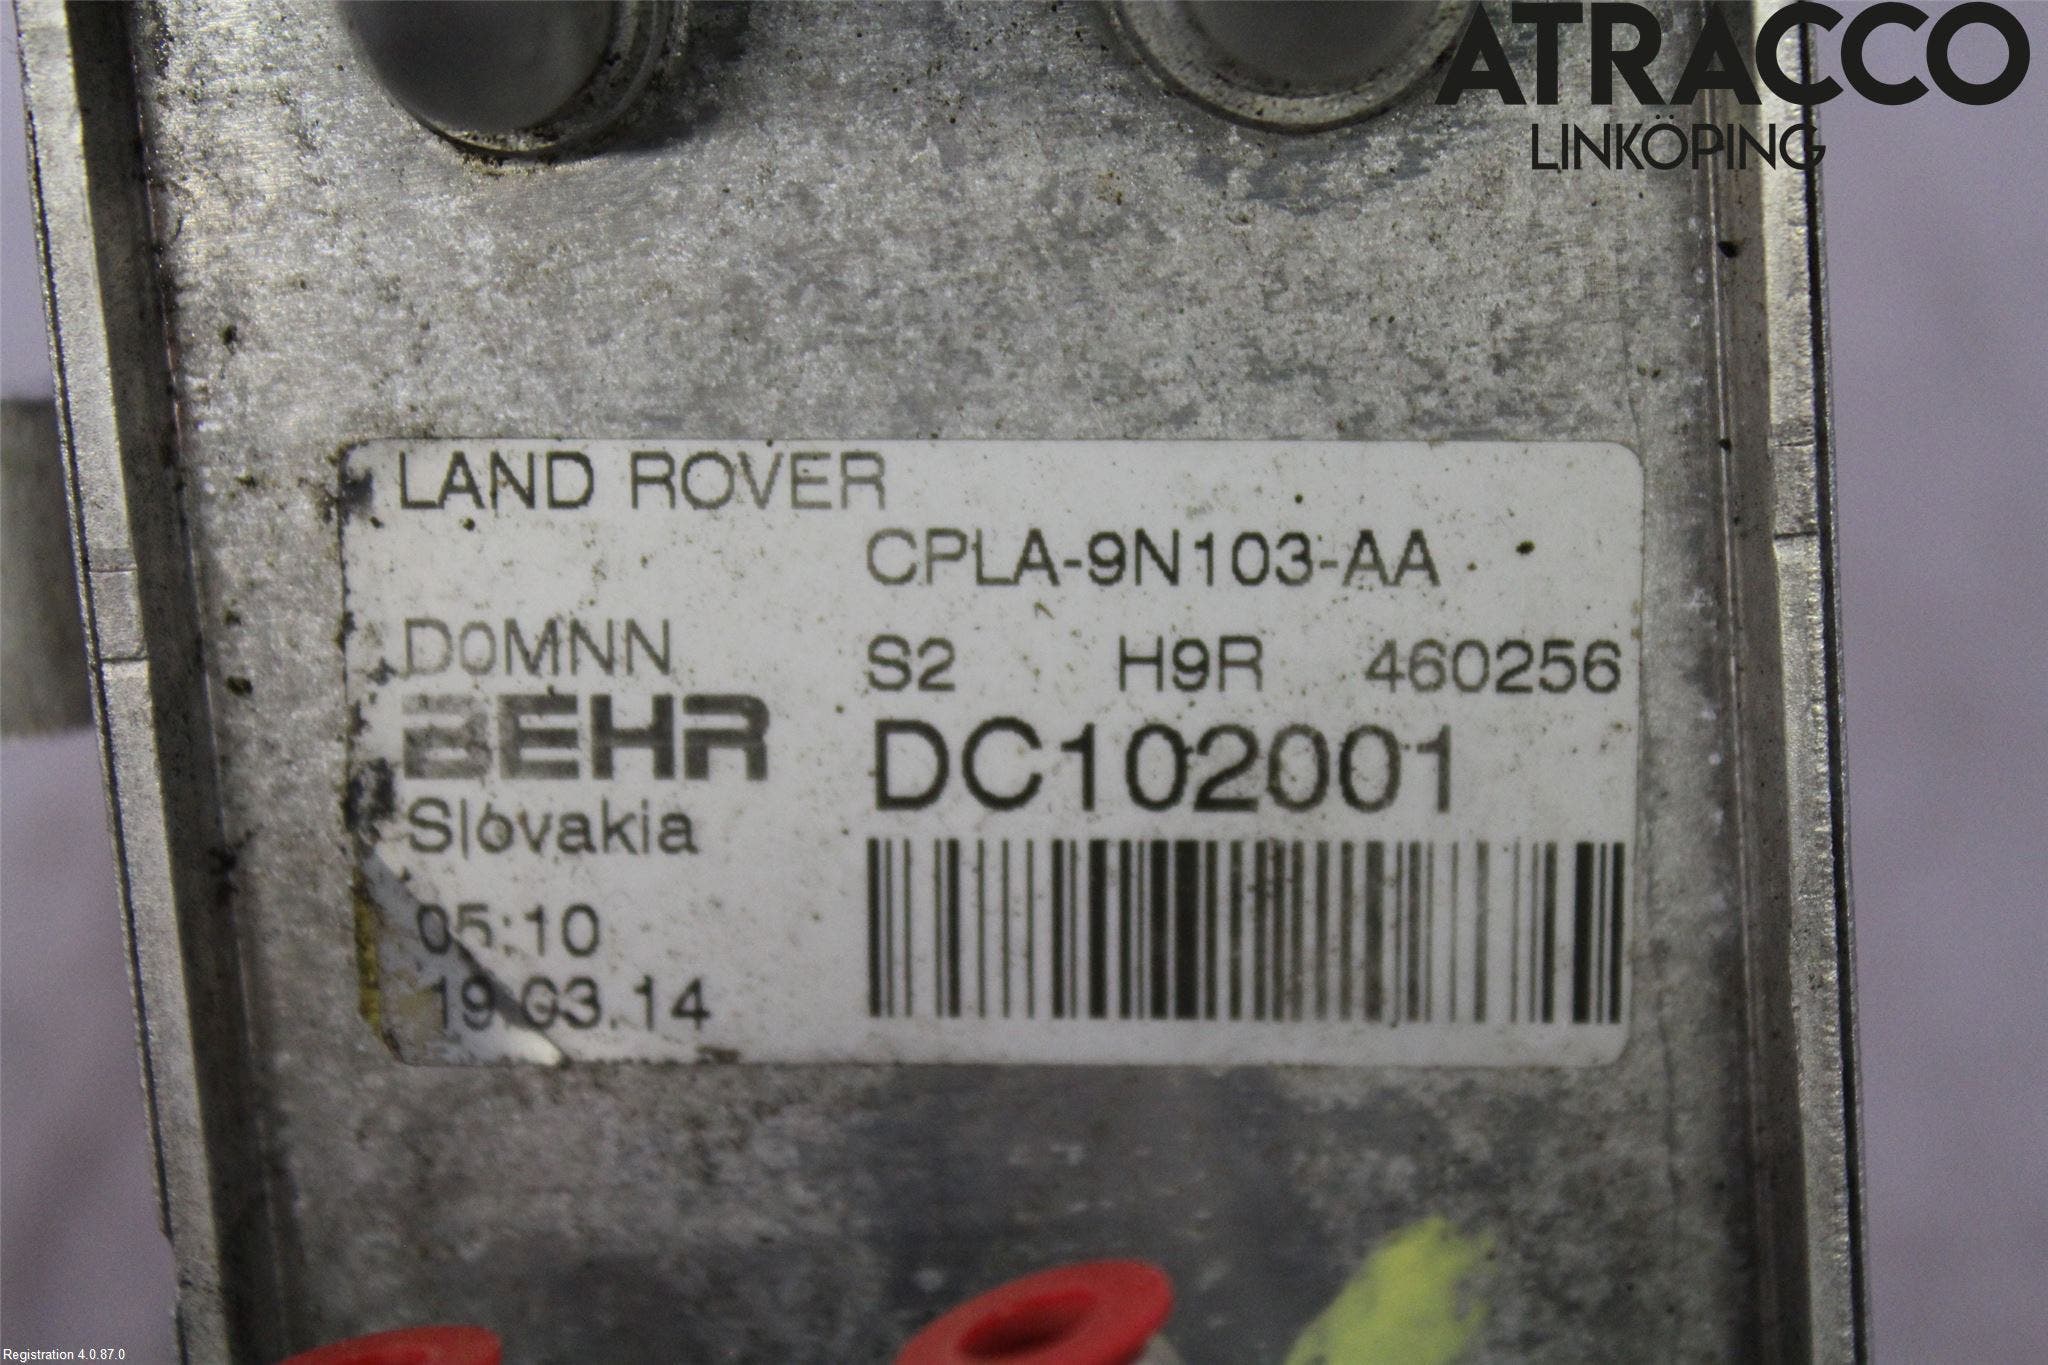 ATRACCO
LINKÖPING
LAND ROVER
CPLA-9N103-AA
D0MNN S2 H9R 460256
BEHR DC102001
Slovakia
05:10
19.03.14
Registration 4.0.87.0